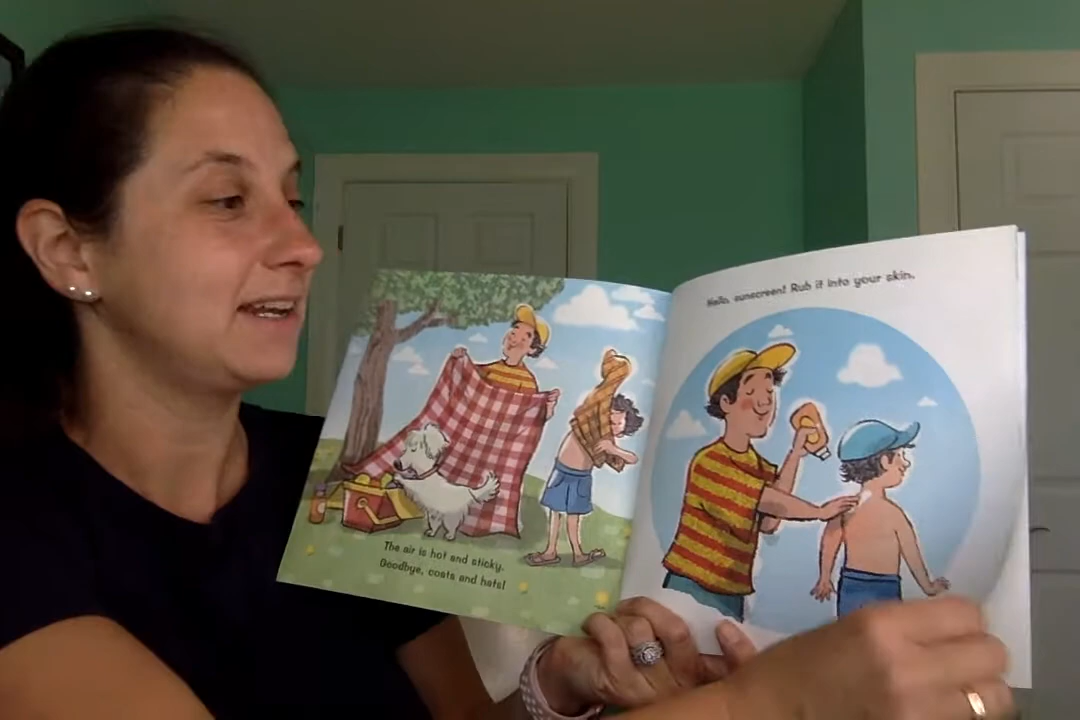 The air is hot and sticky.
Goodbye, coats and hats!
Hello, sunscreen! Rub it into your skin.